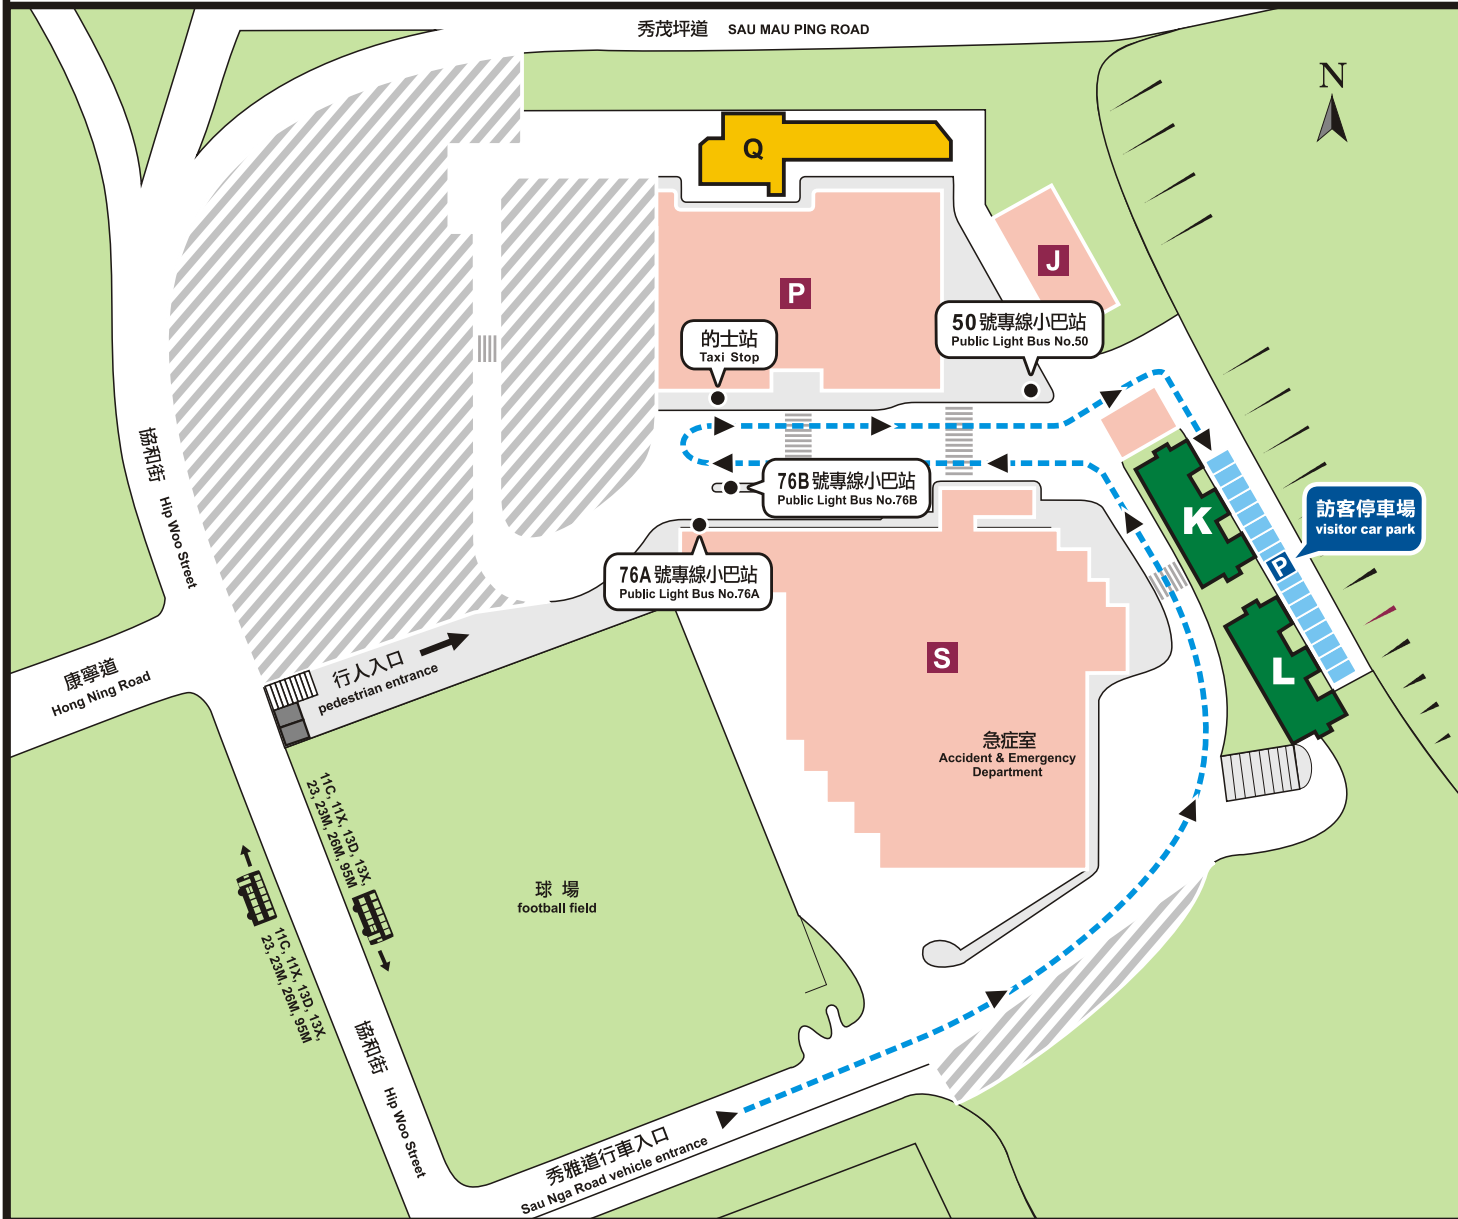 秀茂坪道 SAU MAU PING ROAD
N
Q
J
P
50號專線小巴站
Public Light Bus No.50
的士站
Taxi Stop
協和街 Hip Woo Street
76B號專線小巴站
Public Light Bus No.76B
K
訪客停車場
visitor car park
P
76A號專線小巴站
Public Light Bus No.76A
S
L
康寧道
Hong Ning Road
行人入口
pedestrian entrance
急症室
Accident & Emergency
Department
11C, 11X, 13D, 13X,
23, 23M, 26M, 95M
球場
football field
11C, 11X, 13D, 13X,
23, 23M, 26M, 95M
協和街 Hip Woo Street
秀雅道行車入口
Sau Nga Road vehicle entrance